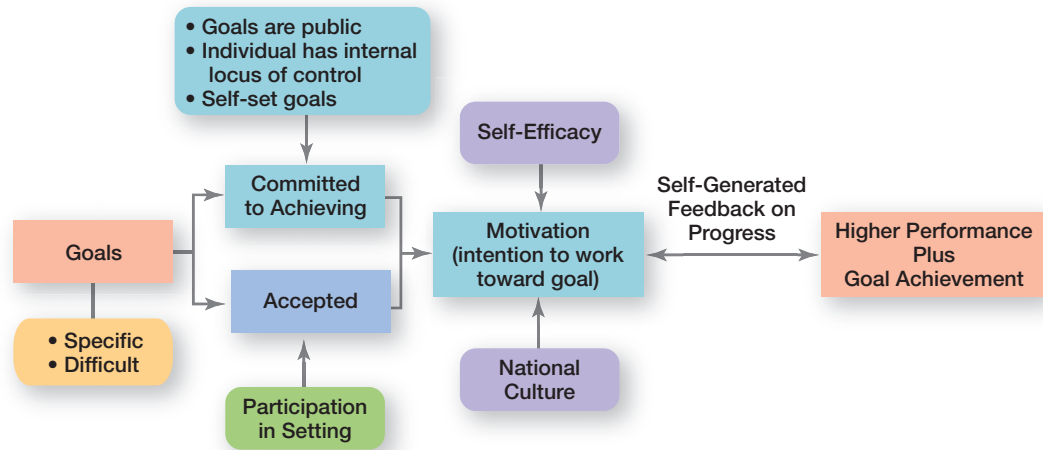 • Goals are public
• Individual has internal
locus of control
• Self-set goals
Self-Efficacy
Committed
to Achieving
Self-Generated
Feedback on
Progress
Goals
Motivation
(intention to work
toward goal)
Higher Performance
Plus
Goal Achievement
Accepted
• Specific
• Difficult
National
Culture
Participation
in Setting